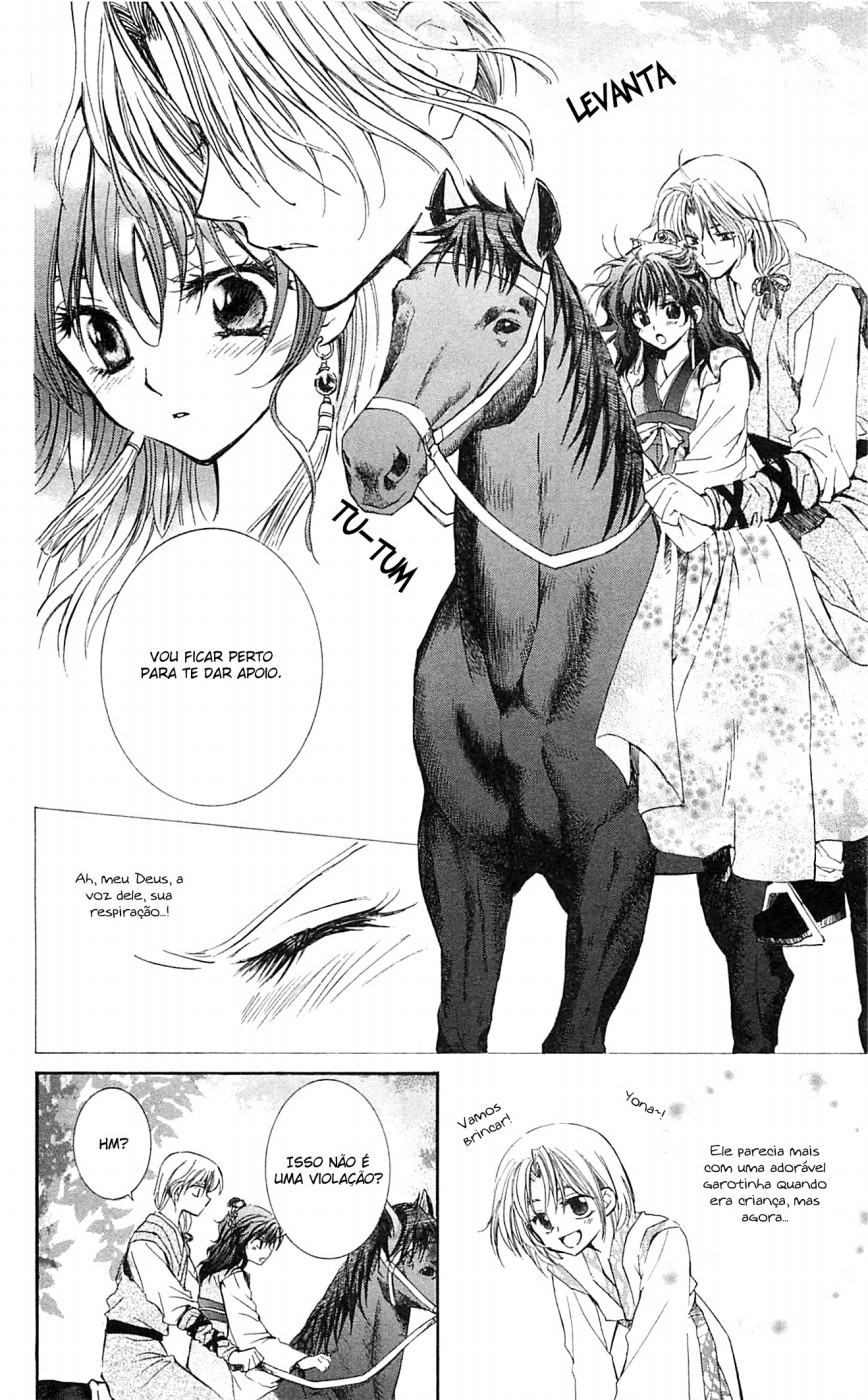 LEVANTA
TU-TUM
VOU FICAR PERTO
PARA TE DAR APOIO.
Ah, meu Deus, a
voz dele, sua
respiração...!
HM?
ISSO NÃO É
UMA VIOLAÇÃO?
Vamos
Brincar!
Yona~!
Ele parecia mais
com uma adorável
garotinha quando
era criança, mas
agora...